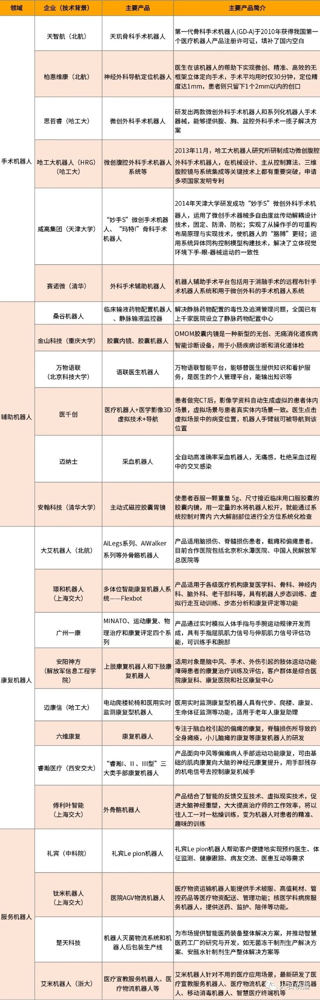 领域 企业（技术背景） 主要产品 主要产品简介
手术机器人
天智航（北航）
天玑骨科手术机器人
第一代骨科手术机器人(GD-A)于2010年获得我国第一
个医疗机器人产品注册许可证，填补了国内空白
柏惠维康（北航）
神经外科导航定位机器人
医生在该机器人的帮助下实现微创、精准、高效的无
框架立体定向手术，手术平均用时仅30分钟，定位精
度达1mm，患者则只留下1个2mm以内的创口
思哲睿（哈工大）
微创外科手术机器人
研发出两款微创外科手术机器人和系列化机器人手术
器械，能够提供腹、胸、盆腔外科手术一揽子解决方
案
哈工大机器人（HRG）
（哈工大）
微创腹腔外科手术机器人
系统等
2013年11月，哈工大机器人研究所研制成功微创腹腔
外科手术机器人，在机械设计、主从控制算法、三维
腹腔镜与系统集成等关键技术上都有重要突破，申请
多项国家发明专利
威高集团（天津大学）
“妙手S”微创手术机器
人、“玛特I”骨科手术
机器人
2014年天津大学研发成功“妙手S”微创外科手术机
器人，运用了微创手术器械多自由度丝传动解耦设计
技术，固定、防滑、防松；实现了从操作手的可重构
布局原理与实现技术，使机器人的“胳膊”更轻；运
用系统异体同构控制模型构建技术，解决了立体视觉
环境下手-眼-器械运动的一致性
赛诺微（清华）
外科手术辅助机器人
机器人辅助手术平台包括用于消融手术的远程布针手
术机器人系统和用于微创外科的手术机器人系统
辅助机器人
桑谷机器人
临床输液药物配置机器人
、静脉输液监控器
解决静脉药物配置的毒性及追溯管理问题，全国已有
上千家医院设立了静脉药物配置中心
金山科技（重庆大学）
胶囊内镜、胶囊机器人
OMOM胶囊内镜是一种新型的无创、无痛消化道疾病
智能诊断设备，用于小肠疾病诊断和消化道体检
万物语联
（北京科技大学）
语联医生机器人
万物语联智能平台，能够替医生提供知识和看护服
务，是医生的个人管理平台，能输出知识等
医千创
医疗机器人+医学影像3D
虚拟技术+导航
患者做完CT后，影像学资料自动生成虚拟的患者体内
场景，虚拟场景与患者真实体内场景一致。医生点击
虚拟场景中的病变位置，机器人手臂就可被导航到该
位置
迈纳士
采血机器人
全自动高准确率采血机器人，无痛感，杜绝采血过程
中的交叉感染
安翰科技（清华大学）
主动式磁控胶囊胃镜
使患者吞服一颗重量 5g、尺寸接近临床用口服胶囊的
胶囊内镜，用一定量的水将机器人松开，就能通过系
统控制对胃内 六大解剖部位进行全方位系统化检查
康复机器人
大艾机器人（北航）
AiLegs系列、AiWalker
系列等外骨骼机器人
产品适用脑损伤、脊髓损伤患者，截瘫和偏瘫患者。
目前合作医院包括北京积水潭医院、中国人民解放军
总医院等
璟和机器人
（上海交大）
多体位智能康复机器人系
统——Flexbot
产品适用于各级医疗机构康复医学科、骨科、神经内
科、脑外科、老干部科等，具有机器人步态训练、虚
拟行走互动训练、步态分析和康复评定等功能
广州一康
MINATO、运动康复、物
理治疗和康复评定四个系
列
产品通过实时模拟人体手指与手腕运动规律开发而
成，具有手指屈肌肌力信号与伸肌肌力信号评估功
能，可训练手和腕部
安阳神方
（解放军信息工程学
院）
上肢康复机器人和下肢康
复机器人
适用对象是脑中风、手术、外伤引起的肢体运动功能
障碍患者的康复治疗训练及评估，客户群体是综合医
院康复科、康复医院和社区康复中心
迈康信（哈工大）
电动爬楼轮椅和医用实时
监测康复型机器人
医用实时监测康复型机器人具有代步、爬楼、康复、
生命体征监测等功能，适用于老年人康复助理
六维康复
康复机器人
专注于脑血栓引起的偏瘫的康复，脊髓损伤所导致的
全身瘫痪，小儿脑瘫的康复等康复机器人的研发
睿瀚医疗（西安交大）
“睿瀚I、II 、III型”三
大类手部康复机器人
产品面向中风等偏瘫病人手部运动功能康复，可由基
础的肌肉康复向大脑的神经元康复提升，用手部残存
的机电信号去控制康复机械手
傅利叶智能
（上海交大）
外骨骼机器人
产品结合了智能的反馈交互技术、虚拟现实技术，促
进大脑神经重塑，大大提高治疗师的工作效率，将以
往人工一对一枯燥训练，变为机器人对患者的精准、
趣味的训练
服务机器人
礼宾（中科院）
礼宾Le pion机器人
礼宾Le pion机器人帮助客户便捷地实现预约医生、体
征监测、健康跟踪、病友交流、医患互动等需求
钛米机器人
（上海交大）
医院AGV物流机器人
医疗物资运输机器人能提供手术被服、高值耗材、管
控药品等医疗物资配送、管理功能；核医学科病房服
务机器人，提供送药、监护、陪伴等功能。
楚天科技
机器人灭菌物流系统和机
器人后包装生产线
为市场提供智能医药装备整体解决方案，并推动智慧
医药工厂的研究与开发，如无菌冻干制剂生产解决方
案、安瓿水针制剂生产整体解决方案等
艾米机器人（浙大）
医疗宣教服务机器人、医
疗物流机器人等
艾米机器人针对不用的医疗应用场景，最新研发了医
疗宣教服务机器人、医疗物流机器人、移动查房机器
人、移动消毒机器人、智慧医疗终端机等
火石创造